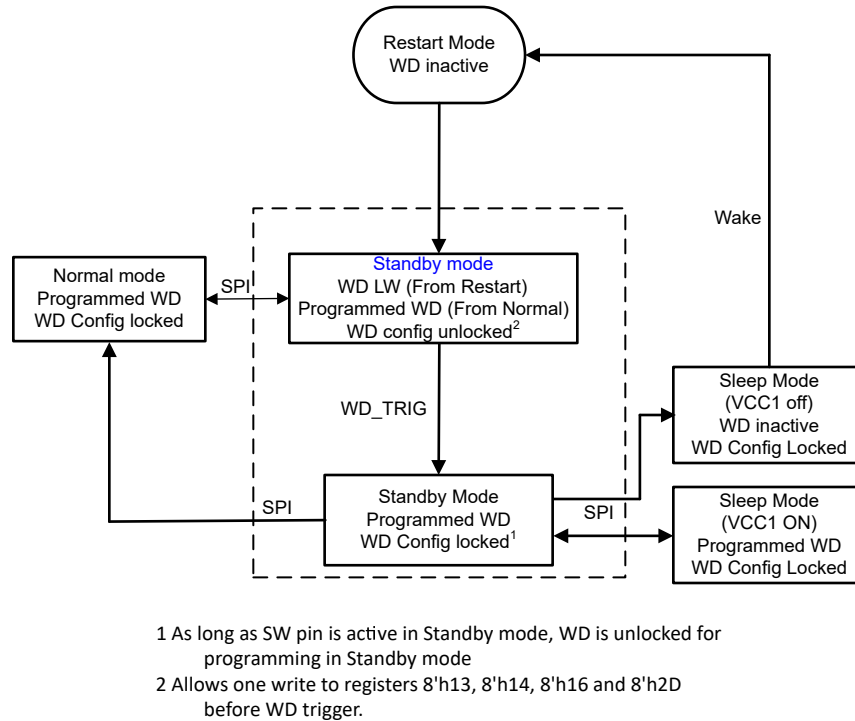 Restart Mode
WD inactive
Wake
Standby mode
WD LW (From Restart)
Programmed WD (From Normal)
WD config unlocked2
Normal mode
Programmed WD
WD Config locked
SPI
WD_TRIG
Sleep Mode
(VCC1 off)
WD inactive
WD Config Locked
Standby Mode
Programmed WD
WD Config locked1
SPI
SPI
Sleep Mode
(VCC1 ON)
Programmed WD
WD Config Locked
1 As long as SW pin is active in Standby mode, WD is unlocked for
programming in Standby mode
2 Allows one write to registers 8'h13, 8'h14, 8'h16 and 8'h2D
before WD trigger.